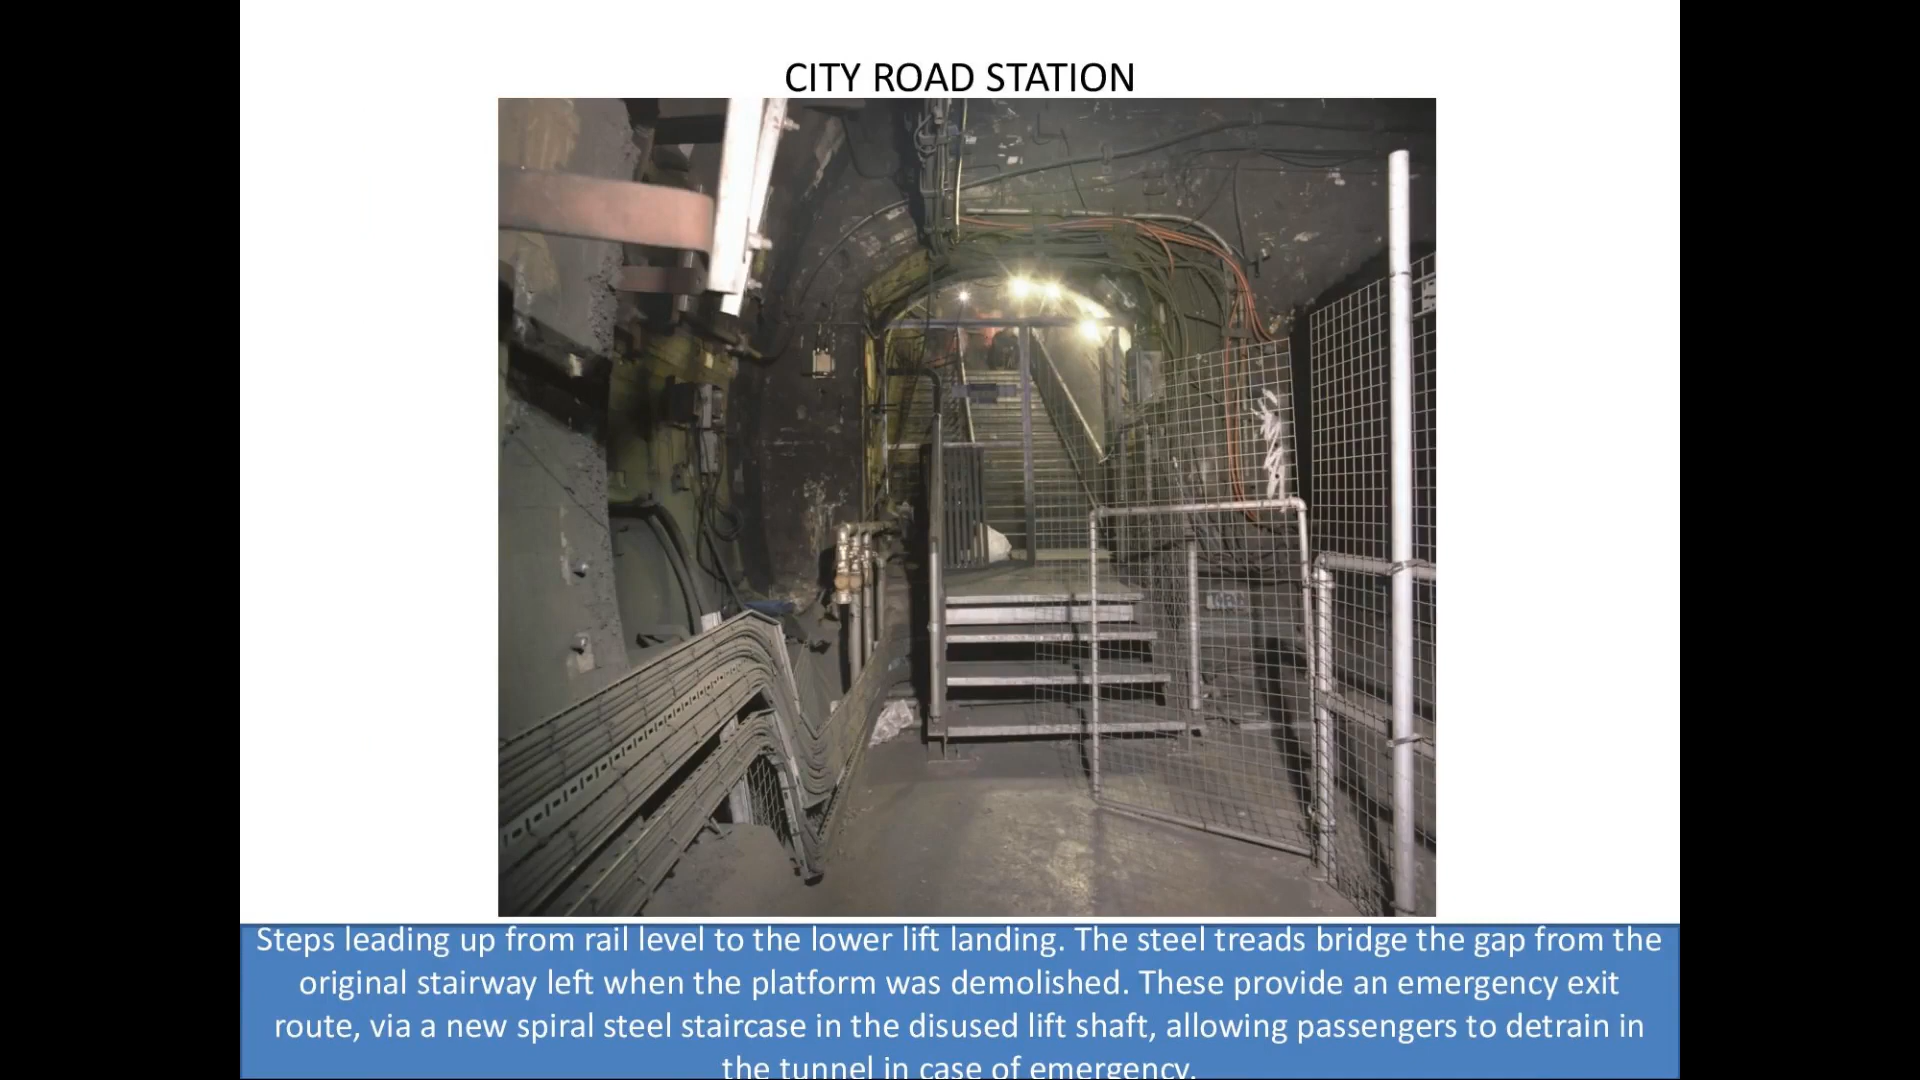 CITY ROAD STATION
Steps leading up from rail level to the lower lift landing. The steel treads bridge the gap from the
original stairway left when the platform was demolished. These provide an emergency exit
route, via a new spiral steel staircase in the disused lift shaft, allowing passengers to detrain in
the tunnel in case of emergency.